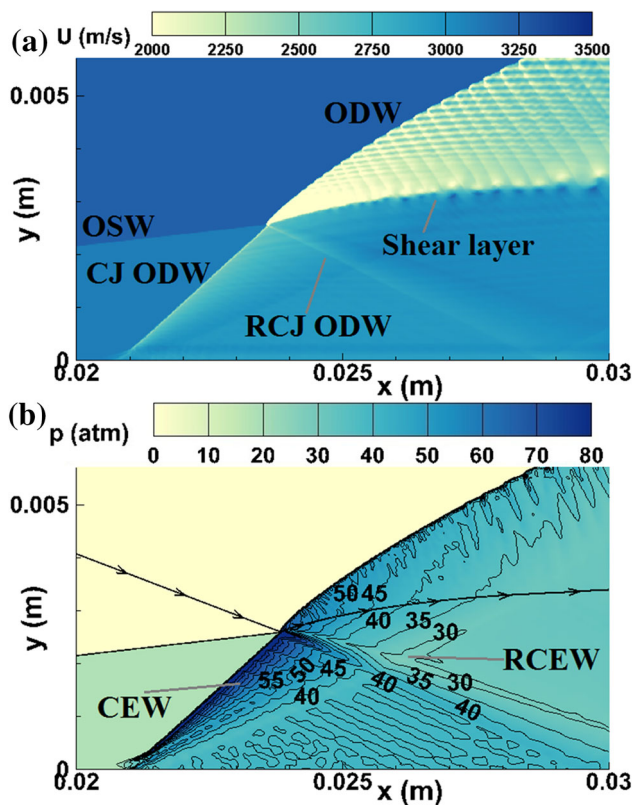 (a) U (m/s)
2000 2250 2500 2750 3000 3250 3500
0.005
y (m)
ODW
OSW
CJ ODW
Shear layer
RCJ ODW
0
0.02 0.025 0.03
x (m)
(b)
p (atm)
0 10 20 30 40 50 60 70 80
0.005
y (m)
50 45
40 35
30
45
50
55
40
40
35
30
40
RCEW
CEW
0
0.02 0.025 0.03
x (m)